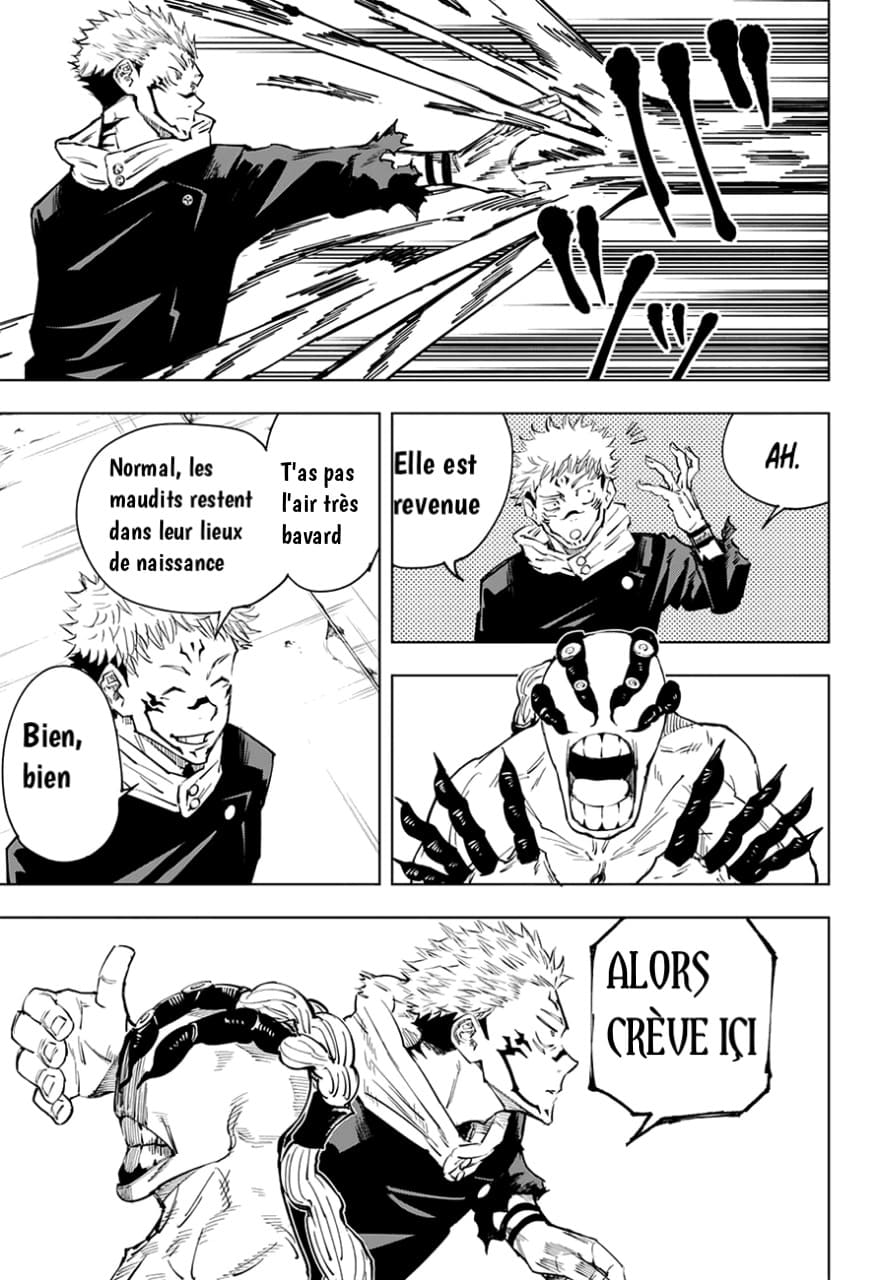 AH.
Elle est
revenue
T'as pas
l'air très
bavard
Normal, les
maudits restent
dans leur lieux
de naissance
Bien,
bien
ALORS
CRÈVE IÇI